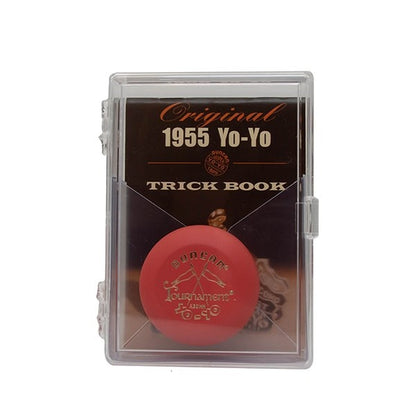 Original
1955 Yo-Yo
TRICK BOOK
DUNCAN
Tournament
YO-YO